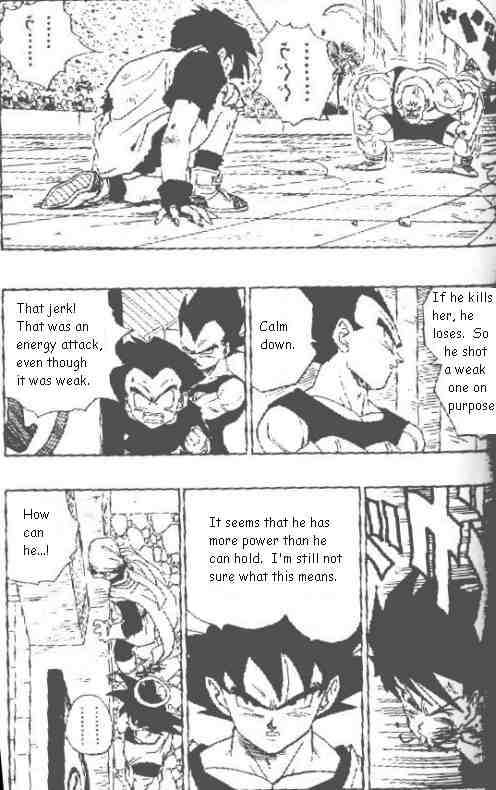 That jerk!
That was an
energy attack,
even though
it was weak.
Calm
down.
If he kills
her, he
loses. So
he shot
a weak
one on
purpose
How
can
he...!
It seems that he has
more power than he
can hold. I'm still not
sure what this means.